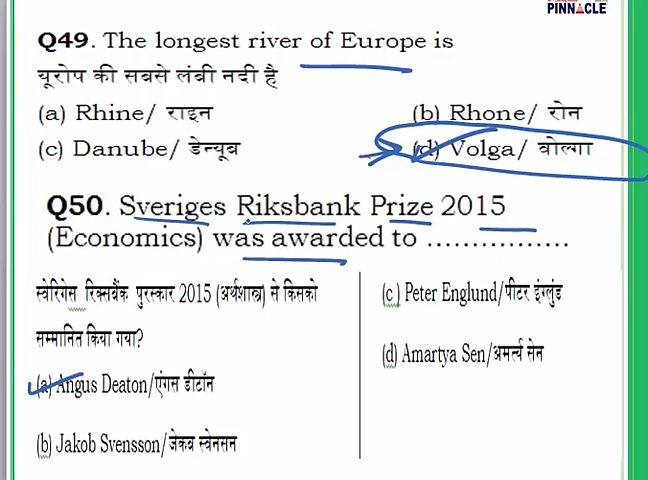 PINNACLE
Q49. The longest river of Europe is
यूरोप की सबसे लंबी नदी है
(a) Rhine/ राइन
(b) Rhone/ रोन
(c) Danube/ डेन्यूब
(d) Volga/ वोल्गा
Q50. Sveriges Riksbank Prize 2015
(Economics) was awarded to ………………
स्वेरिगेस रिक्सबैंक पुरस्कार 2015 (अर्थशास्त्र) से किसको
सम्मानित किया गया?
(a) Angus Deaton/एंगस डीटॉन
(b) Jakob Svensson/जेकब स्वेनसन
(c ) Peter Englund/पीटर इंग्लुंड
(d) Amartya Sen/अमर्त्य सेन